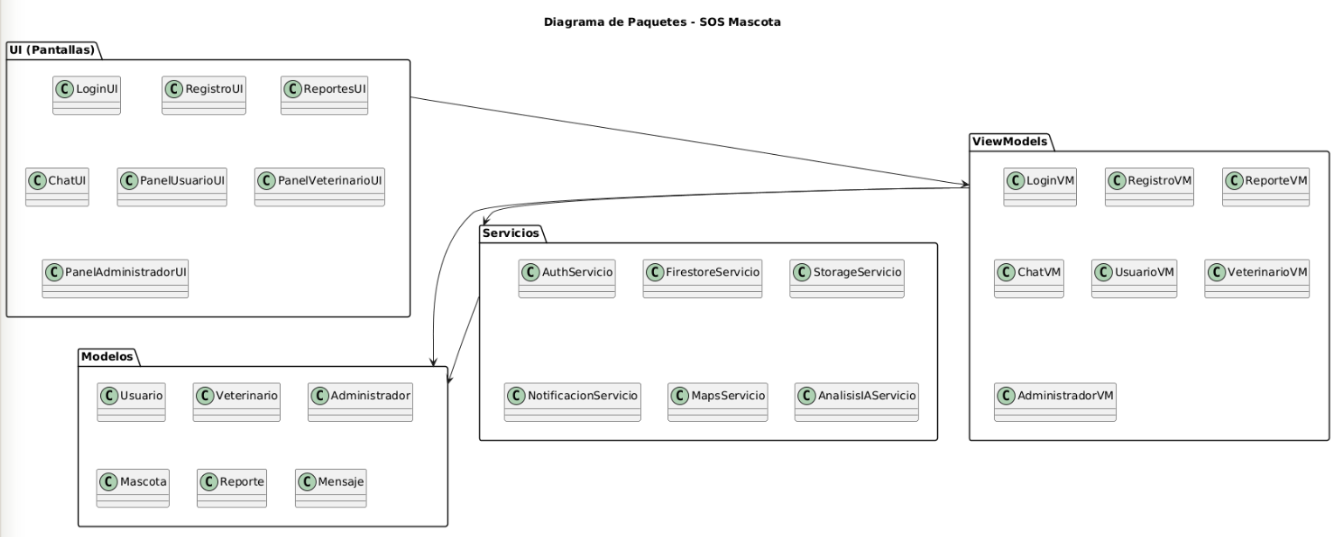 Diagrama de Paquetes - SOS Mascota
UI (Pantallas)
C LoginUI
C RegistroUI
C ReportesUI
C ChatUI
C PanelUsuarioUI
C PanelVeterinarioUI
C PanelAdministradorUI
ViewModels
C LoginVM
C RegistroVM
C ReporteVM
C ChatVM
C UsuarioVM
C VeterinarioVM
C AdministradorVM
Servicios
C AuthServicio
C FirestoreServicio
C StorageServicio
C NotificacionServicio
C MapsServicio
C AnalisisIAServicio
Modelos
C Usuario
C Veterinario
C Administrador
C Mascota
C Reporte
C Mensaje